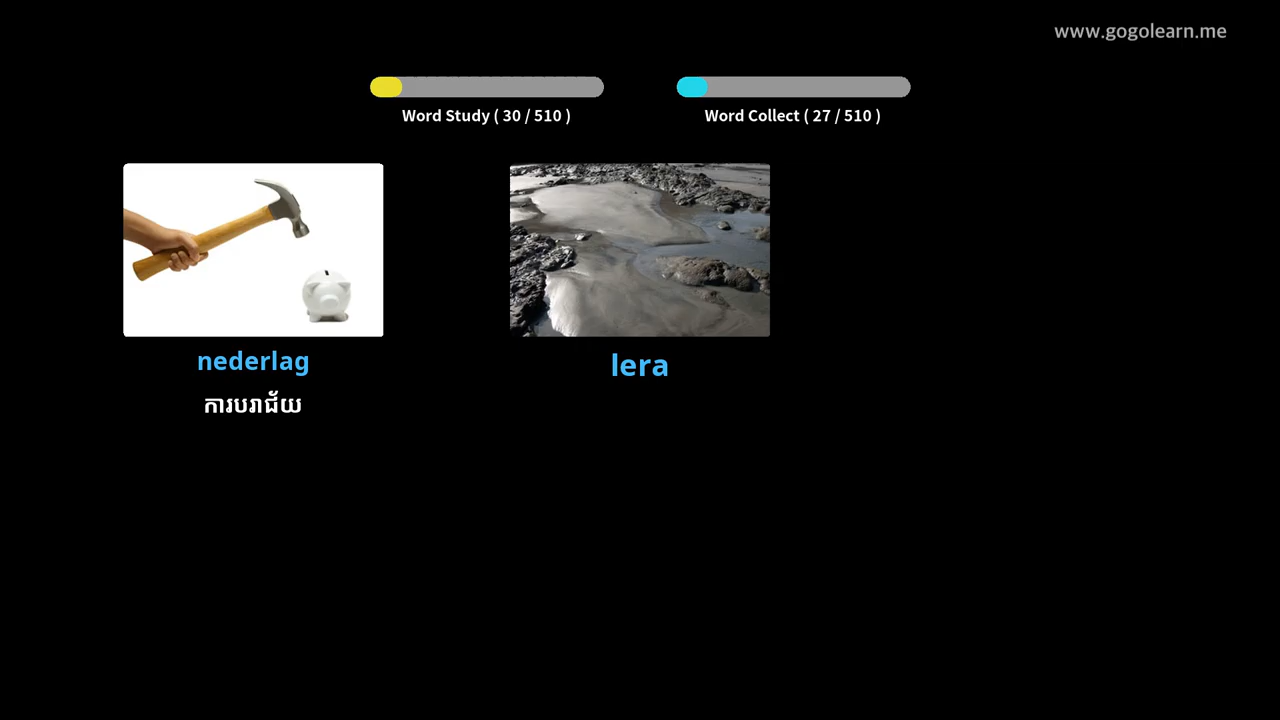 www.gogolearn.me
Word Study ( 30 / 510 )
Word Collect ( 27 / 510 )
nederlag
ការបរាជ័យ
lera